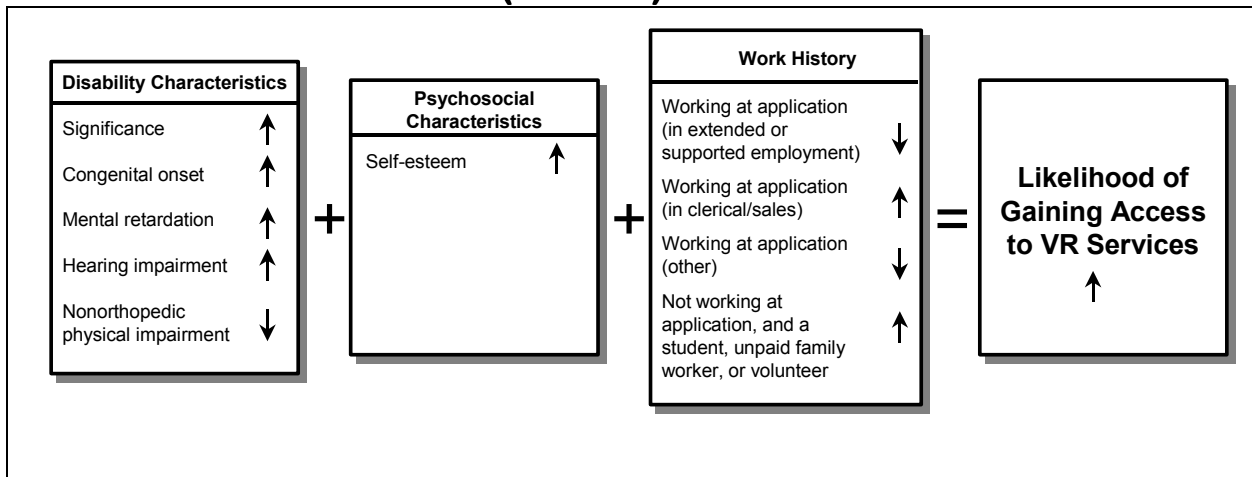 Disability Characteristics
Significance ↑
Congenital onset ↑
Mental retardation ↑
Hearing impairment ↑
Nonorthopedic
physical impairment ↓
+
Psychosocial
Characteristics
Self-esteem ↑
+
Work History
Working at application
(in extended or
supported employment) ↓
Working at application
(in clerical/sales) ↑
Working at application
(other) ↓
Not working at
application, and a ↑
student, unpaid family
worker, or volunteer
=
Likelihood of
Gaining Access
to VR Services
↑